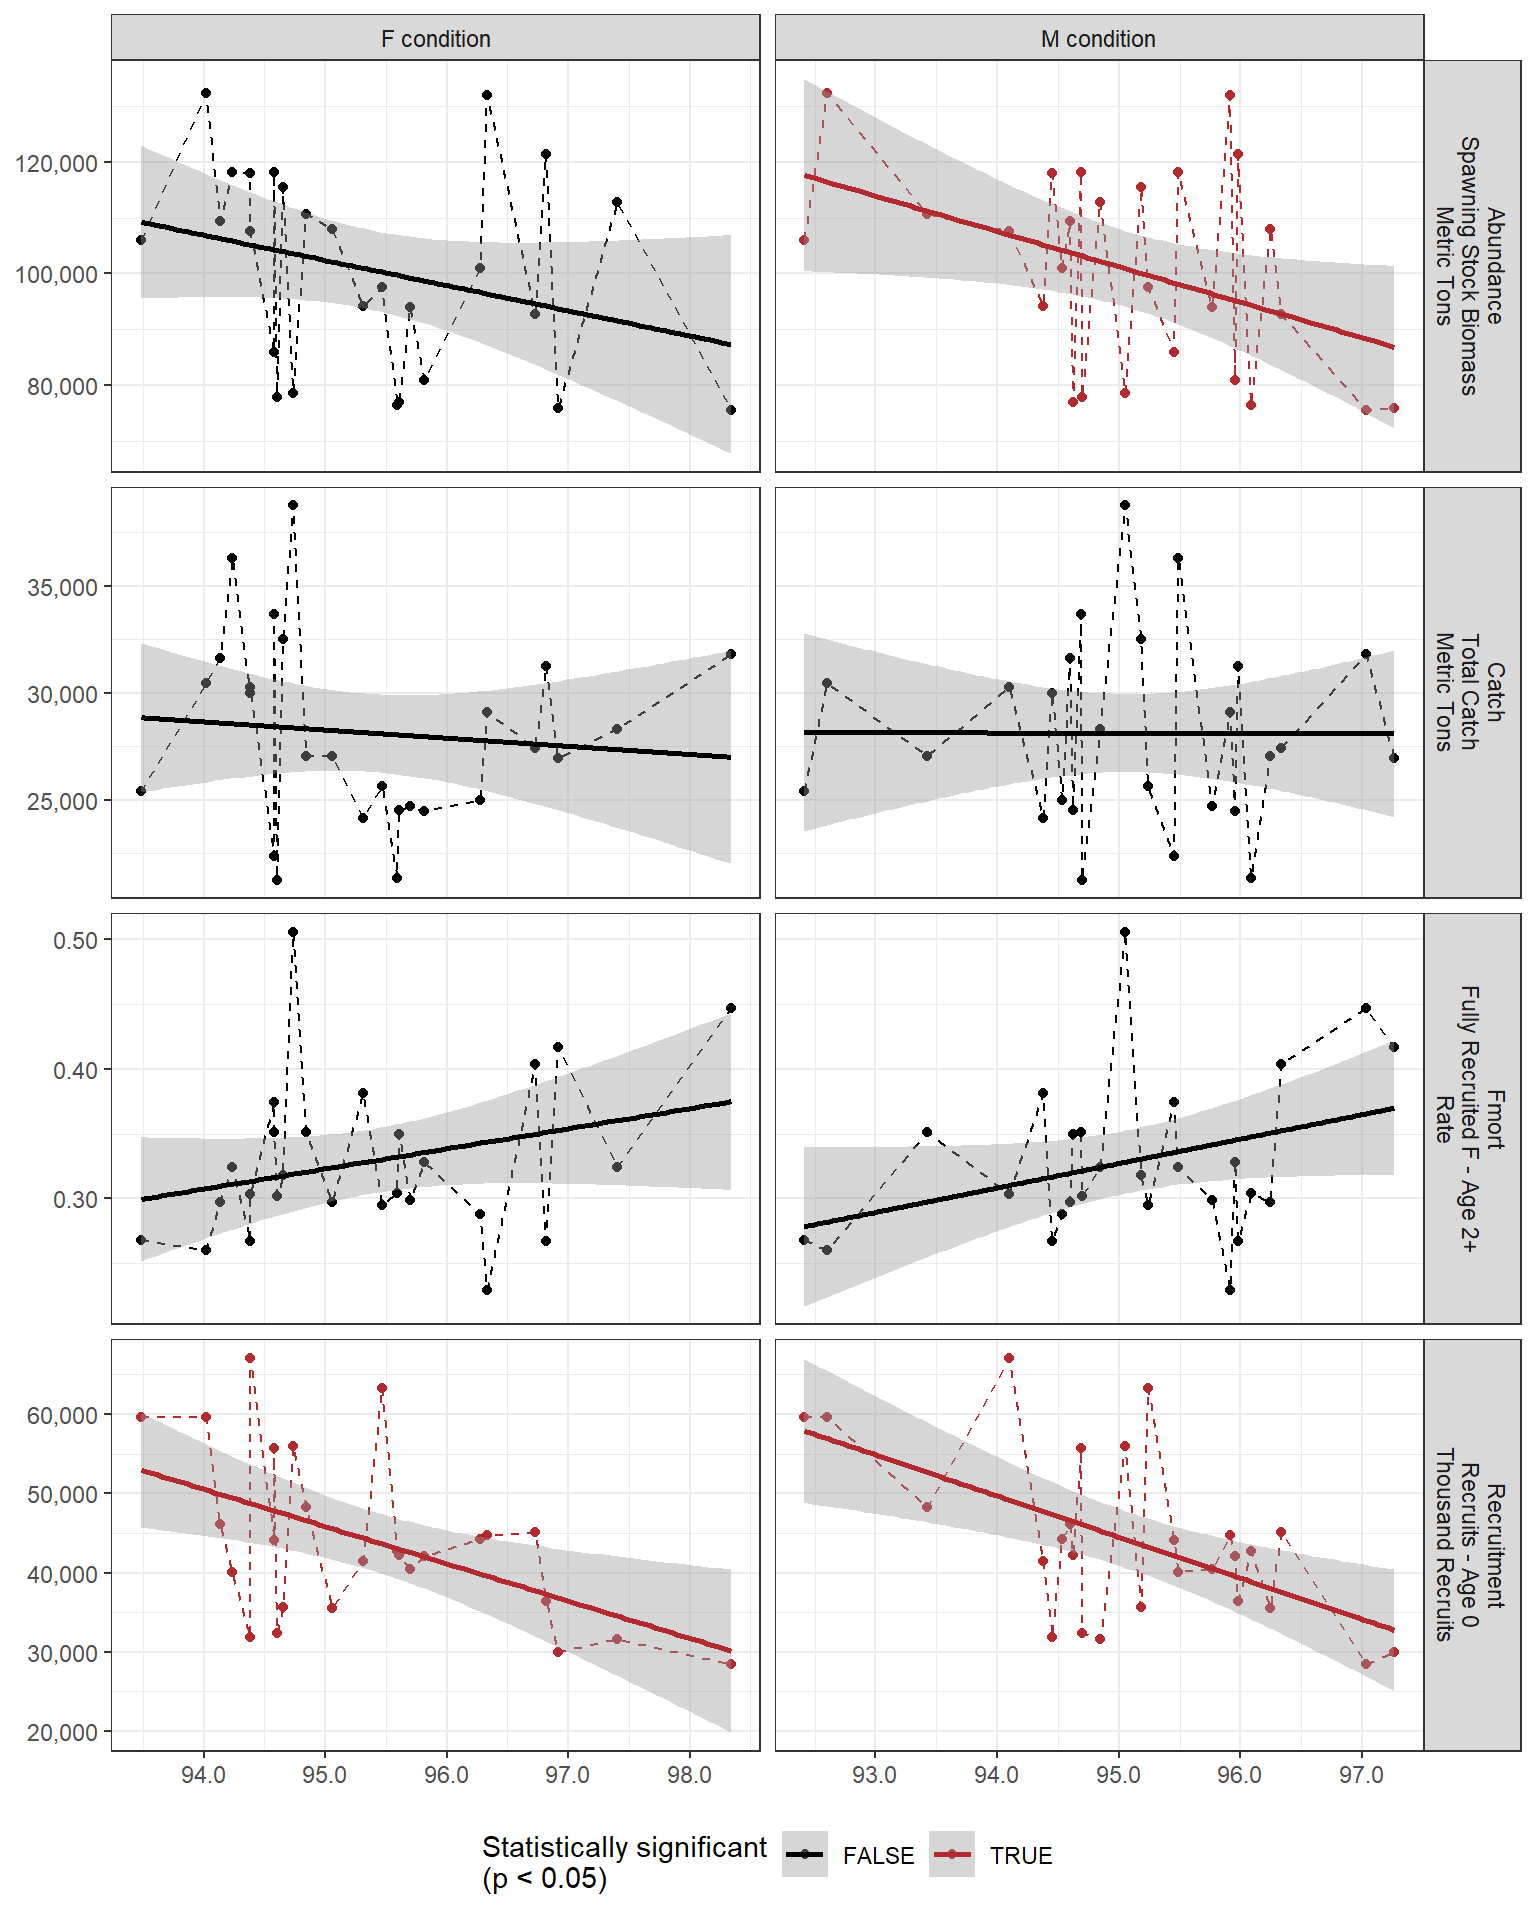 F condition
M condition
120,000
100,000
80,000
Abundance
Spawning Stock Biomass
Metric Tons
35,000
30,000
25,000
Catch
Total Catch
Metric Tons
0.50
0.40
0.30
Fmort
Fully Recruited F - Age 2+
Rate
60,000
50,000
40,000
30,000
20,000
Recruitment
Recruits - Age 0
Thousand Recruits
94.0 95.0 96.0 97.0 98.0
93.0 94.0 95.0 96.0 97.0
Statistically significant
(p < 0.05)
FALSE
TRUE